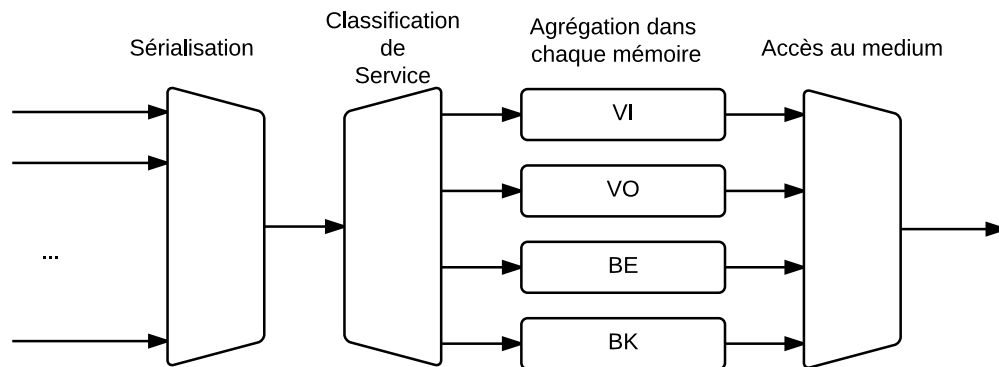 Sérialisation
Classification
de
Service
Agrégation dans
chaque mémoire
Accès au medium
VI
VO
...
BE
BK